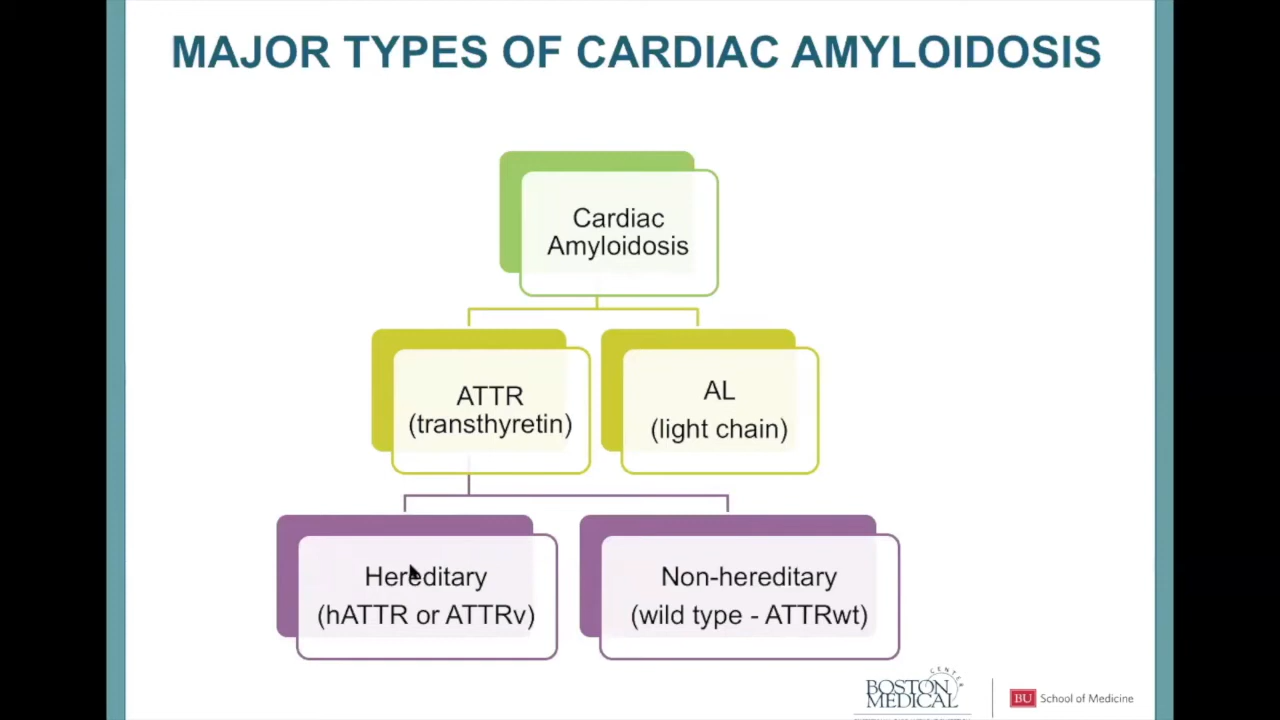 MAJOR TYPES OF CARDIAC AMYLOIDOSIS
Cardiac
Amyloidosis
ATTR
(transthyretin)
AL
(light chain)
Hereditary
(hATTR or ATTRv)
Non-hereditary
(wild type - ATTRwt)
BOSTON
MEDICAL
CENTER
BU School of Medicine